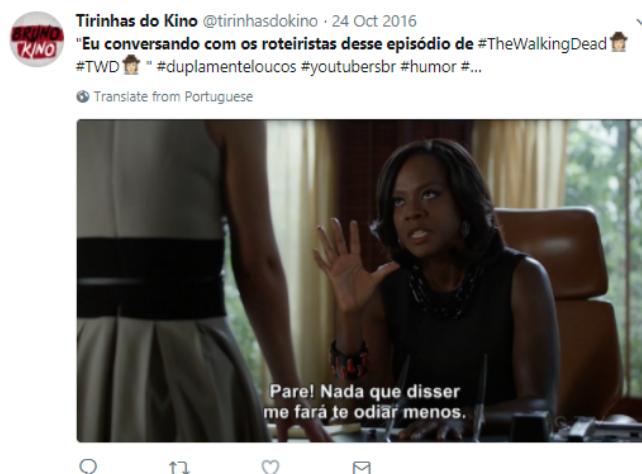 BRUNO
KINO
Tirinhas do Kino @tirinhasdokino · 24 Oct 2016
"Eu conversando com os roteiristas desse episódio de #TheWalkingDead
#TWD " #duplamenteloucos #youtubersbr #humor #...
Translate from Portuguese
Pare! Nada que disser
me fará te odiar menos.